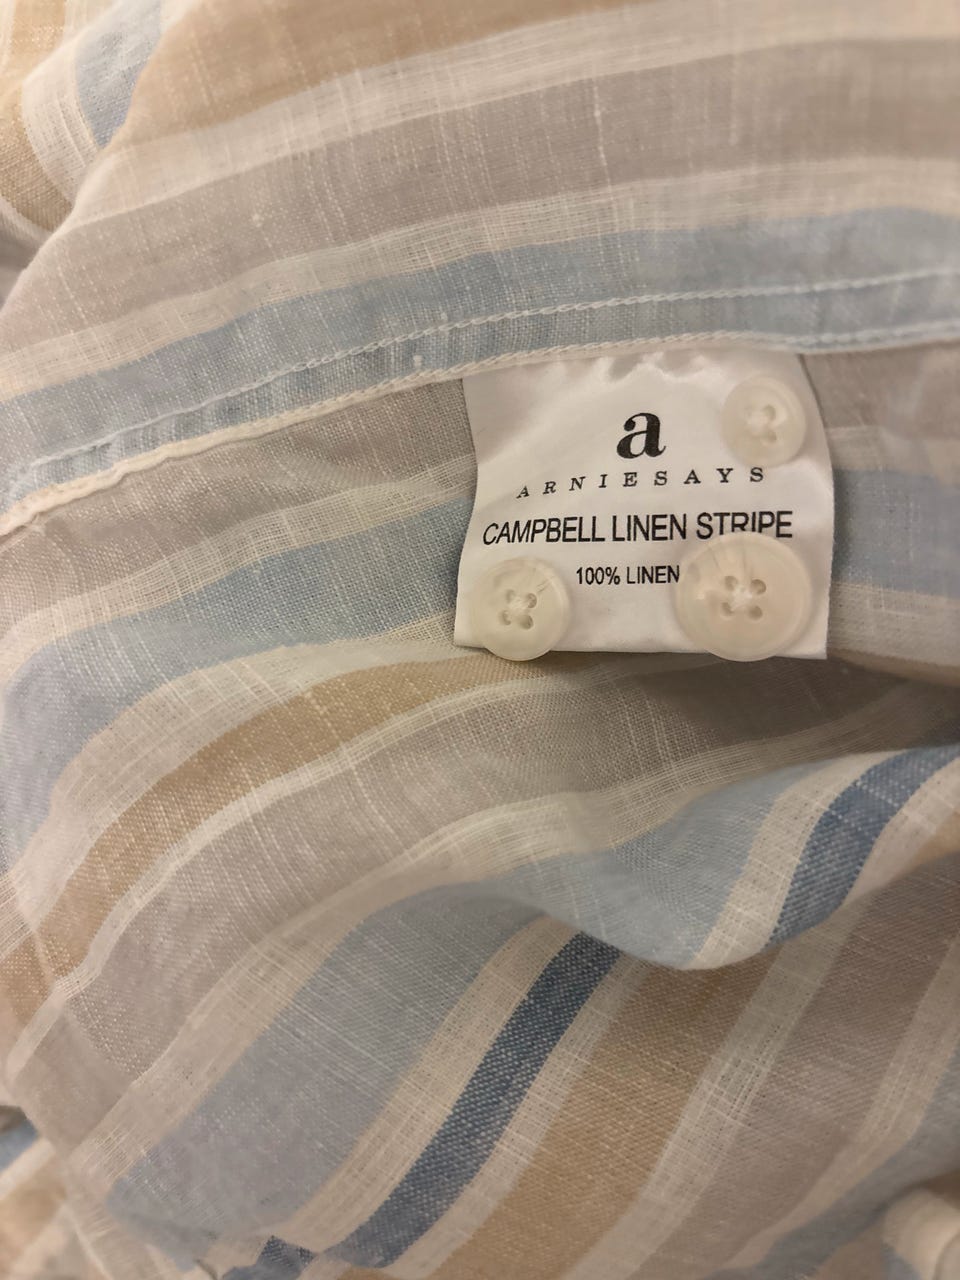 a
ARNIESAYS
CAMPBELL LINEN STRIPE
100% LINEN